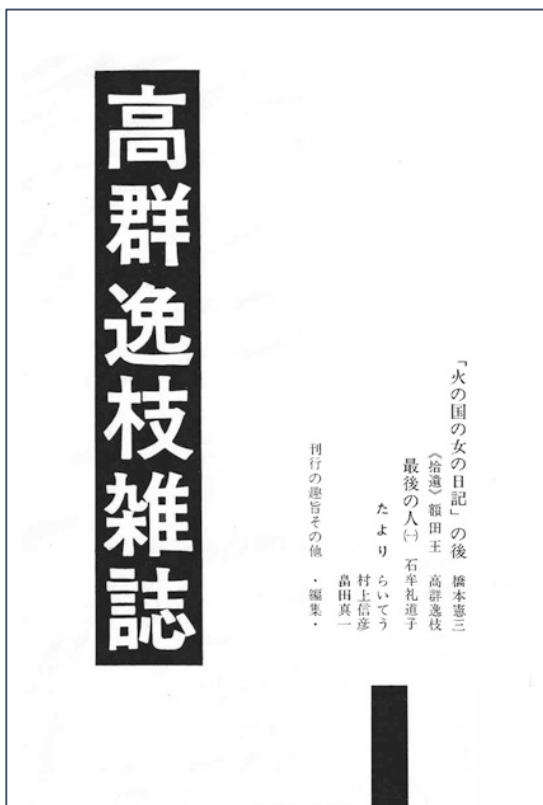 高群逸枝雑誌
「火の国の女の日記」の後 橋本憲三
《拾遺》額田王 高群逸枝
最後の人㈠ 石牟礼道子
たより らいてう
村上信彦
畠田真一
刊行の趣旨その他 ・編集・